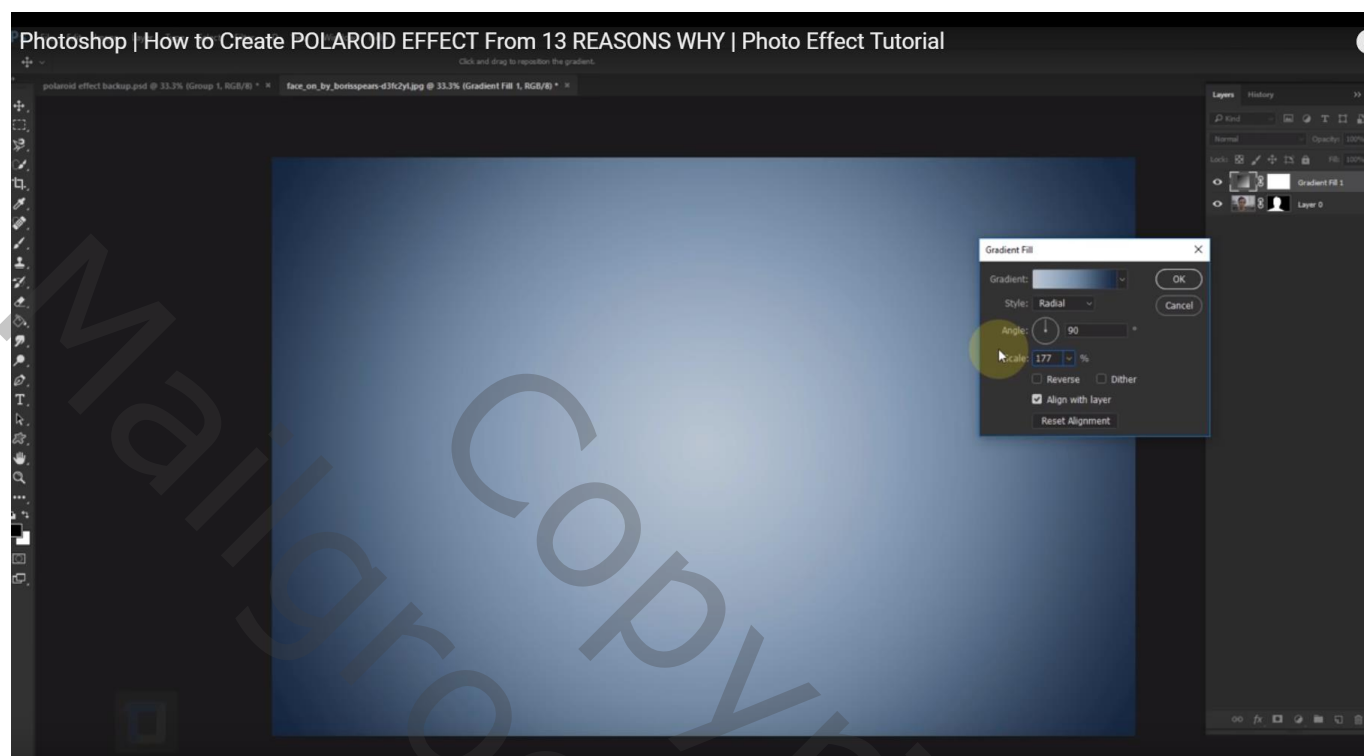 Photoshop | How to Create POLAROID EFFECT From 13 REASONS WHY | Photo Effect Tutorial
Click and drag to reposition the gradient.
polaroid effect backup.psd @ 33.3% (Group 1, RGB/8) * ×
face_on_by_borisspears-d3fc2yl.jpg @ 33.3% (Gradient Fill 1, RGB/8) * ×
Layers History
Kind
Normal Opacity: 100%
Lock: Fill: 100%
Gradient Fill 1
Layer 0
Gradient Fill
Gradient: OK
Style: Radial Cancel
Angle: 90 °
Scale: 177 %
Reverse Dither
Align with layer
Reset Alignment
Mailgro
Copyr